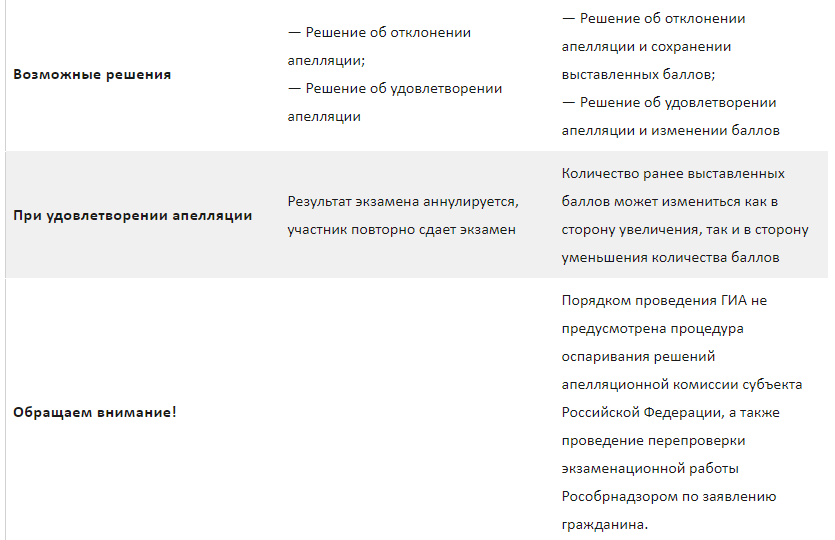 Возможные решения
— Решение об отклонении
апелляции;
— Решение об удовлетворении
апелляции
— Решение об отклонении
апелляции и сохранении
выставленных баллов;
— Решение об удовлетворении
апелляции и изменении баллов
При удовлетворении апелляции
Результат экзамена аннулируется,
участник повторно сдает экзамен
Количество ранее выставленных
баллов может измениться как в
сторону увеличения, так и в сторону
уменьшения количества баллов
Обращаем внимание!
Порядком проведения ГИА не
предусмотрена процедура
оспаривания решений
апелляционной комиссии субъекта
Российской Федерации, а также
проведение перепроверки
экзаменационной работы
Рособрнадзором по заявлению
гражданина.